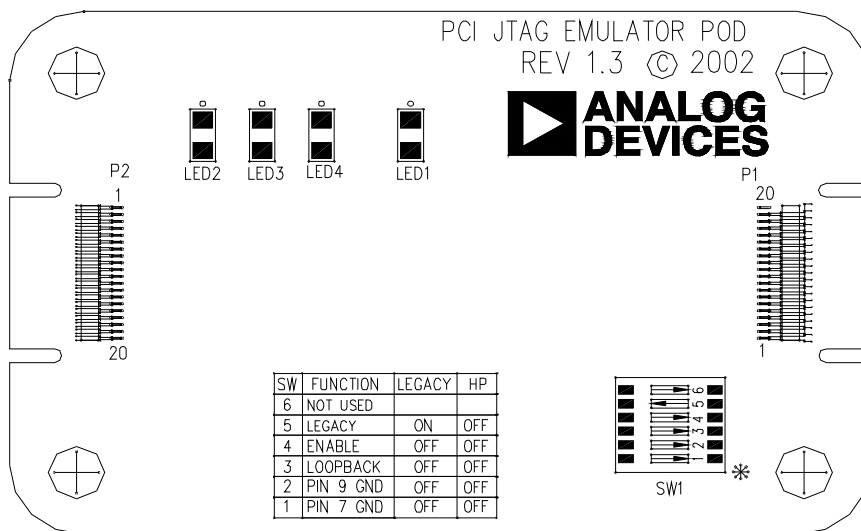 PCI JTAG EMULATOR POD
REV 1.3 © 2002
ANALOG
DEVICES
LED2 LED3 LED4 LED1
P2
1
20
P1
20
1
SW FUNCTION LEGACY HP
6 NOT USED
5 LEGACY ON OFF
4 ENABLE OFF OFF
3 LOOPBACK OFF OFF
2 PIN 9 GND OFF OFF
1 PIN 7 GND OFF OFF
6
5
4
3
2
1
SW1